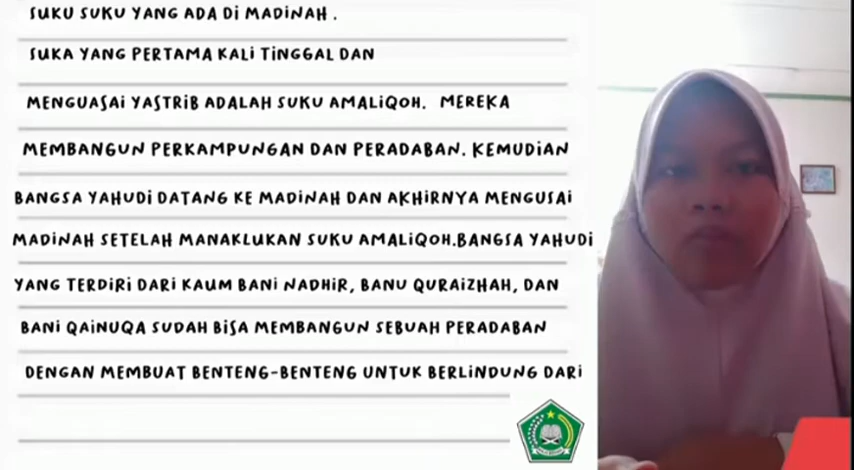 SUKU SUKU YANG ADA DI MADINAH .
SUKA YANG PERTAMA KALI TINGGAL DAN
MENGUASAI YASTRIB ADALAH SUKU AMALIQOH. MEREKA
MEMBANGUN PERKAMPUNGAN DAN PERADABAN. KEMUDIAN
BANGSA YAHUDI DATANG KE MADINAH DAN AKHIRNYA MENGUSAI
MADINAH SETELAH MANAKLUKAN SUKU AMALIQOH.BANGSA YAHUDI
YANG TERDIRI DARI KAUM BANI NADHIR, BANU QURAIZHAH, DAN
BANI QAINUQA SUDAH BISA MEMBANGUN SEBUAH PERADABAN
DENGAN MEMBUAT BENTENG-BENTENG UNTUK BERLINDUNG DARI